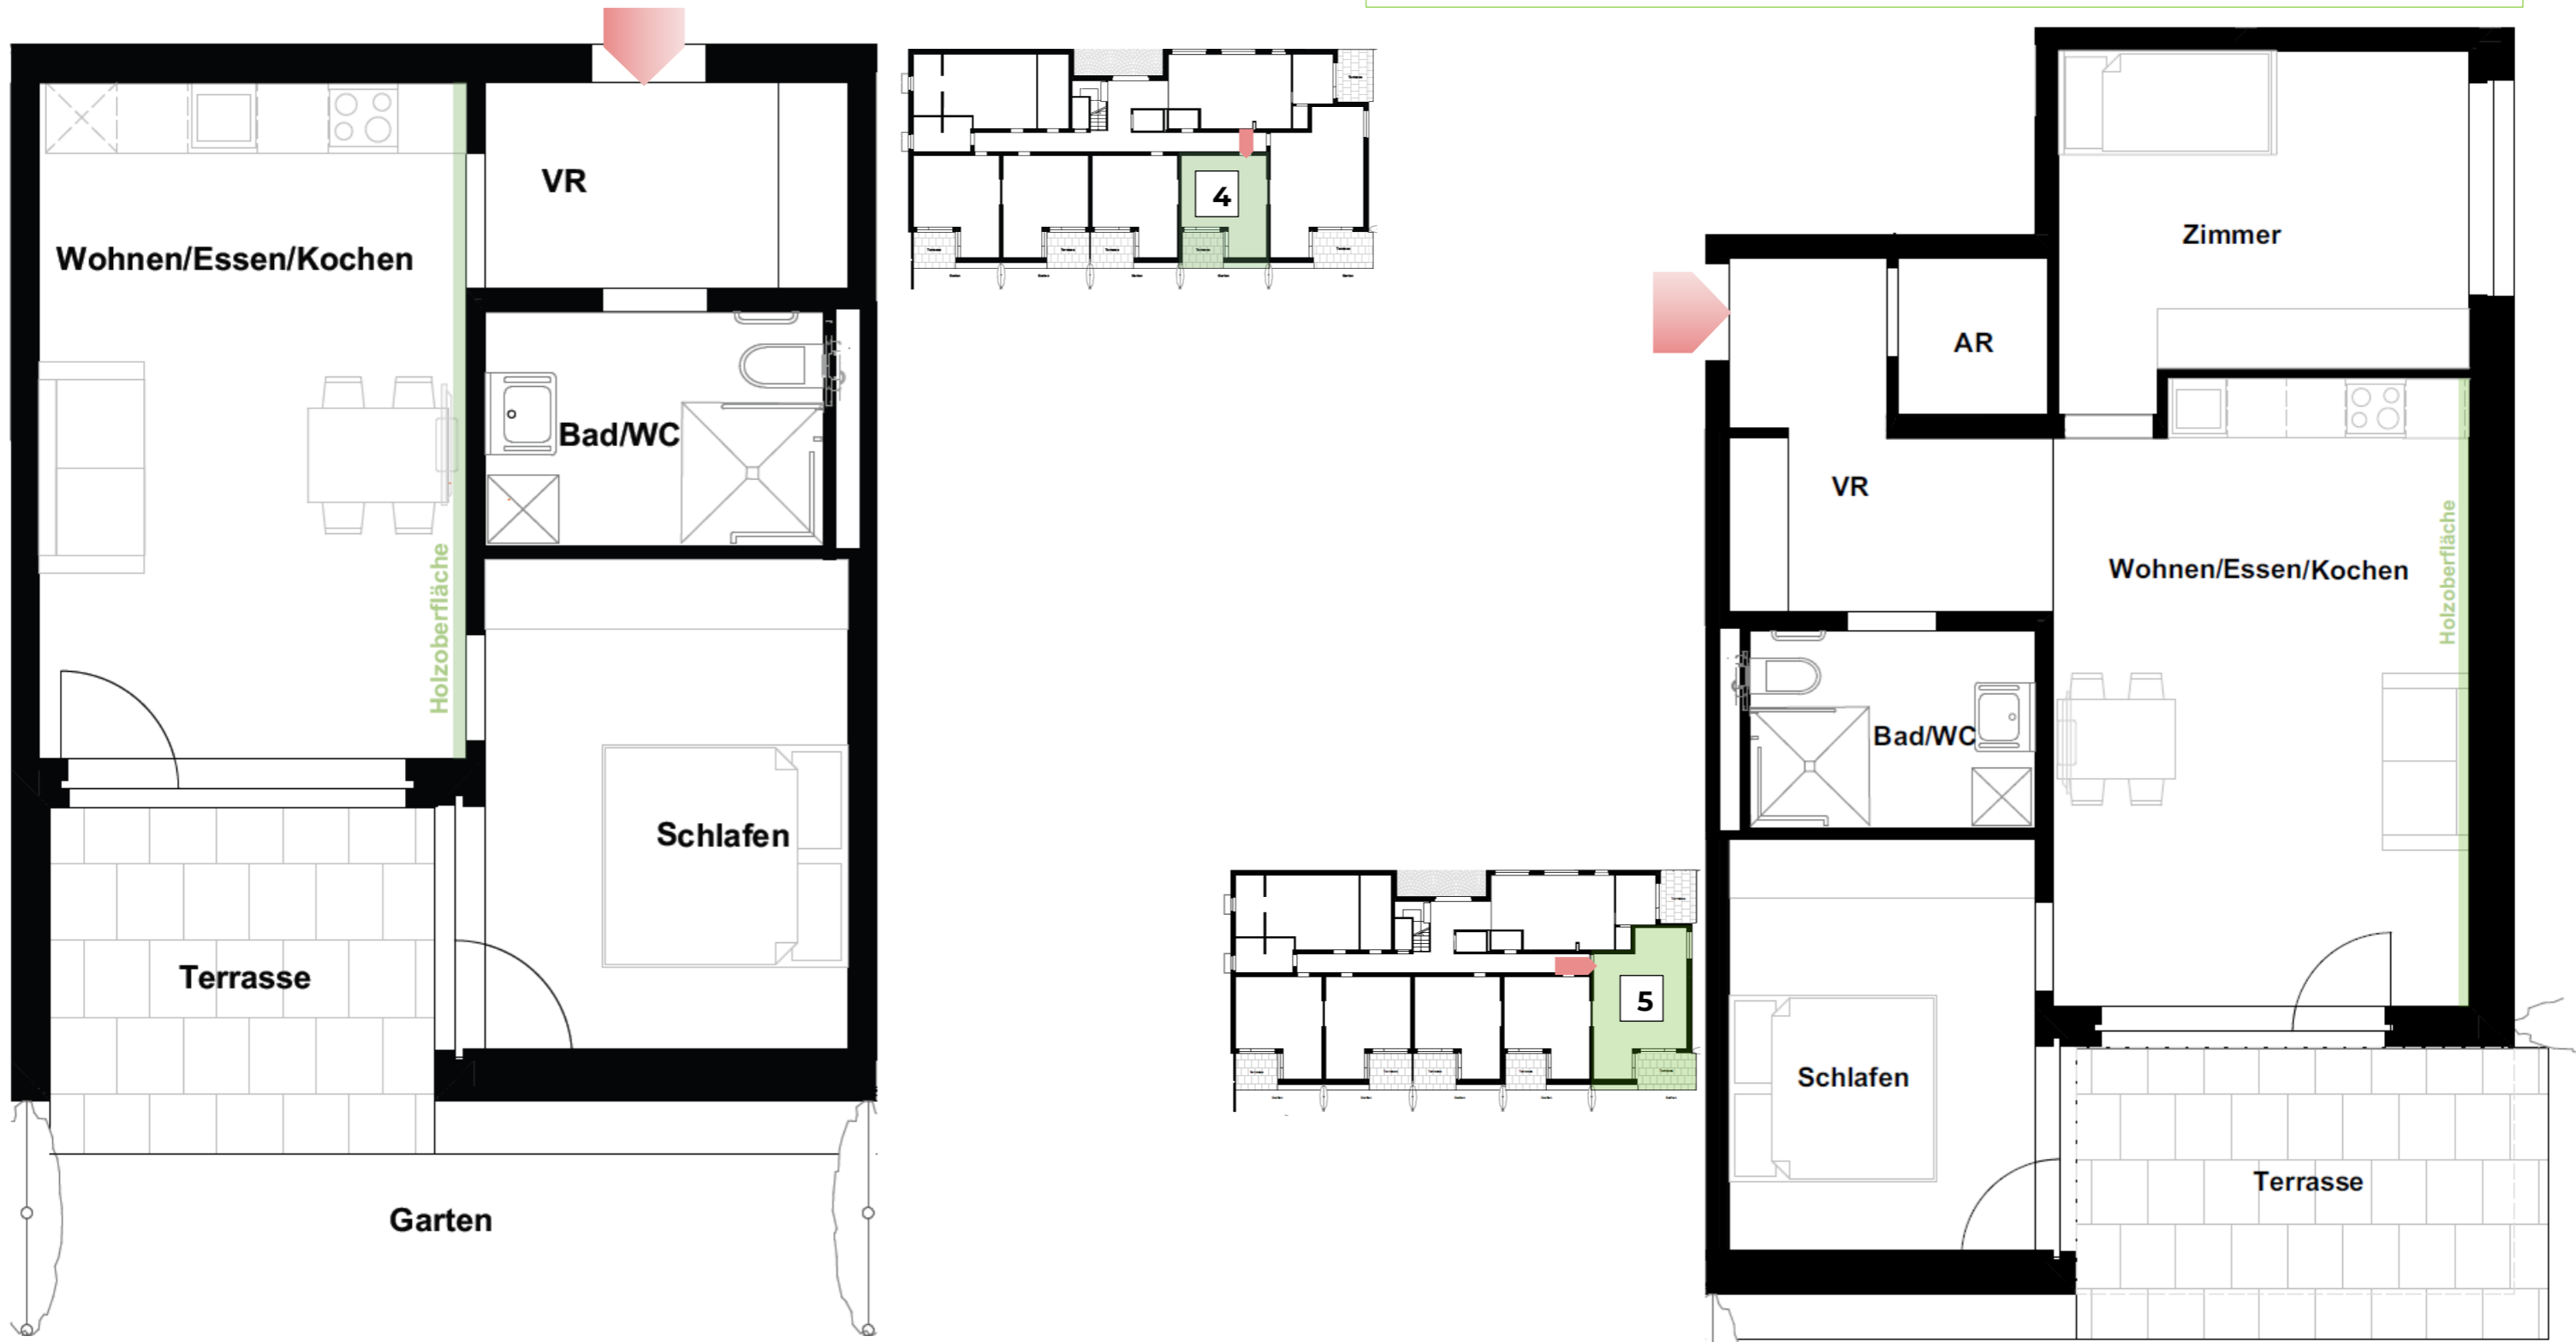 VR
Wohnen/Essen/Kochen
Bad/WC
Holzoberfläche
Schlafen
Terrasse
Garten
4
5
Zimmer
AR
VR
Wohnen/Essen/Kochen
Holzoberfläche
Bad/WC
Schlafen
Terrasse